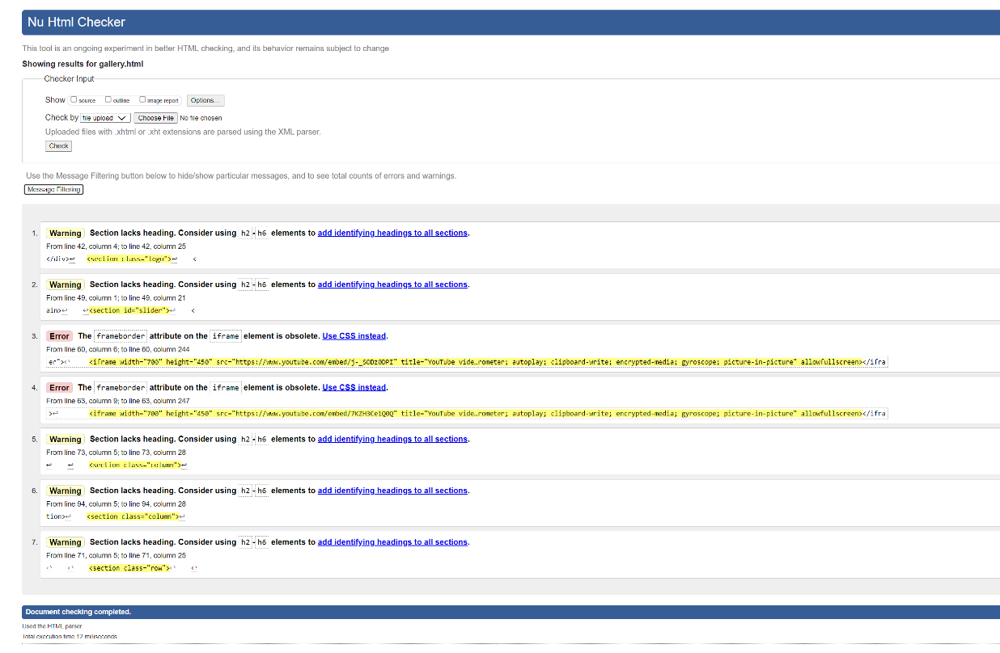 Nu Html Checker
This tool is an ongoing experiment in better HTML checking, and its behavior remains subject to change
Showing results for gallery.html
Checker Input
Show source outline image report Options...
Check by file upload Choose File No file chosen
Uploaded files with .xhtml or .xht extensions are parsed using the XML parser.
Check
Use the Message Filtering button below to hide/show particular messages, and to see total counts of errors and warnings.
Message Filtering
1. Warning Section lacks heading. Consider using h2-h6 elements to add identifying headings to all sections.
From line 42, column 4; to line 42, column 25
</div>↩ <section class="logo">↩ <
2. Warning Section lacks heading. Consider using h2-h6 elements to add identifying headings to all sections.
From line 49, column 1; to line 49, column 21
ain>↩ ↩<section id="slider">↩ <
3. Error The frameborder attribute on the iframe element is obsolete. Use CSS instead.
From line 60, column 6; to line 60, column 244
er">↩ <iframe width="700" height="450" src="https://www.youtube.com/embed/j-_SODz0DPI" title="YouTube vide…rometer; autoplay; clipboard-write; encrypted-media; gyroscope; picture-in-picture" allowfullscreen></ifra
4. Error The frameborder attribute on the iframe element is obsolete. Use CSS instead.
From line 63, column 9; to line 63, column 247
>↩ <iframe width="700" height="450" src="https://www.youtube.com/embed/7KZH3Ce1Q0Q" title="YouTube vide…rometer; autoplay; clipboard-write; encrypted-media; gyroscope; picture-in-picture" allowfullscreen></ifra
5. Warning Section lacks heading. Consider using h2-h6 elements to add identifying headings to all sections.
From line 73, column 5; to line 73, column 28
↩ ↩ <section class="column">↩
6. Warning Section lacks heading. Consider using h2-h6 elements to add identifying headings to all sections.
From line 94, column 5; to line 94, column 28
tion>↩ <section class="column">↩
7. Warning Section lacks heading. Consider using h2-h6 elements to add identifying headings to all sections.
From line 71, column 5; to line 71, column 25
↩ ↩ <section class="row">↩ <
Document checking completed.
Used the HTML parser
Total execution time 12 milliseconds